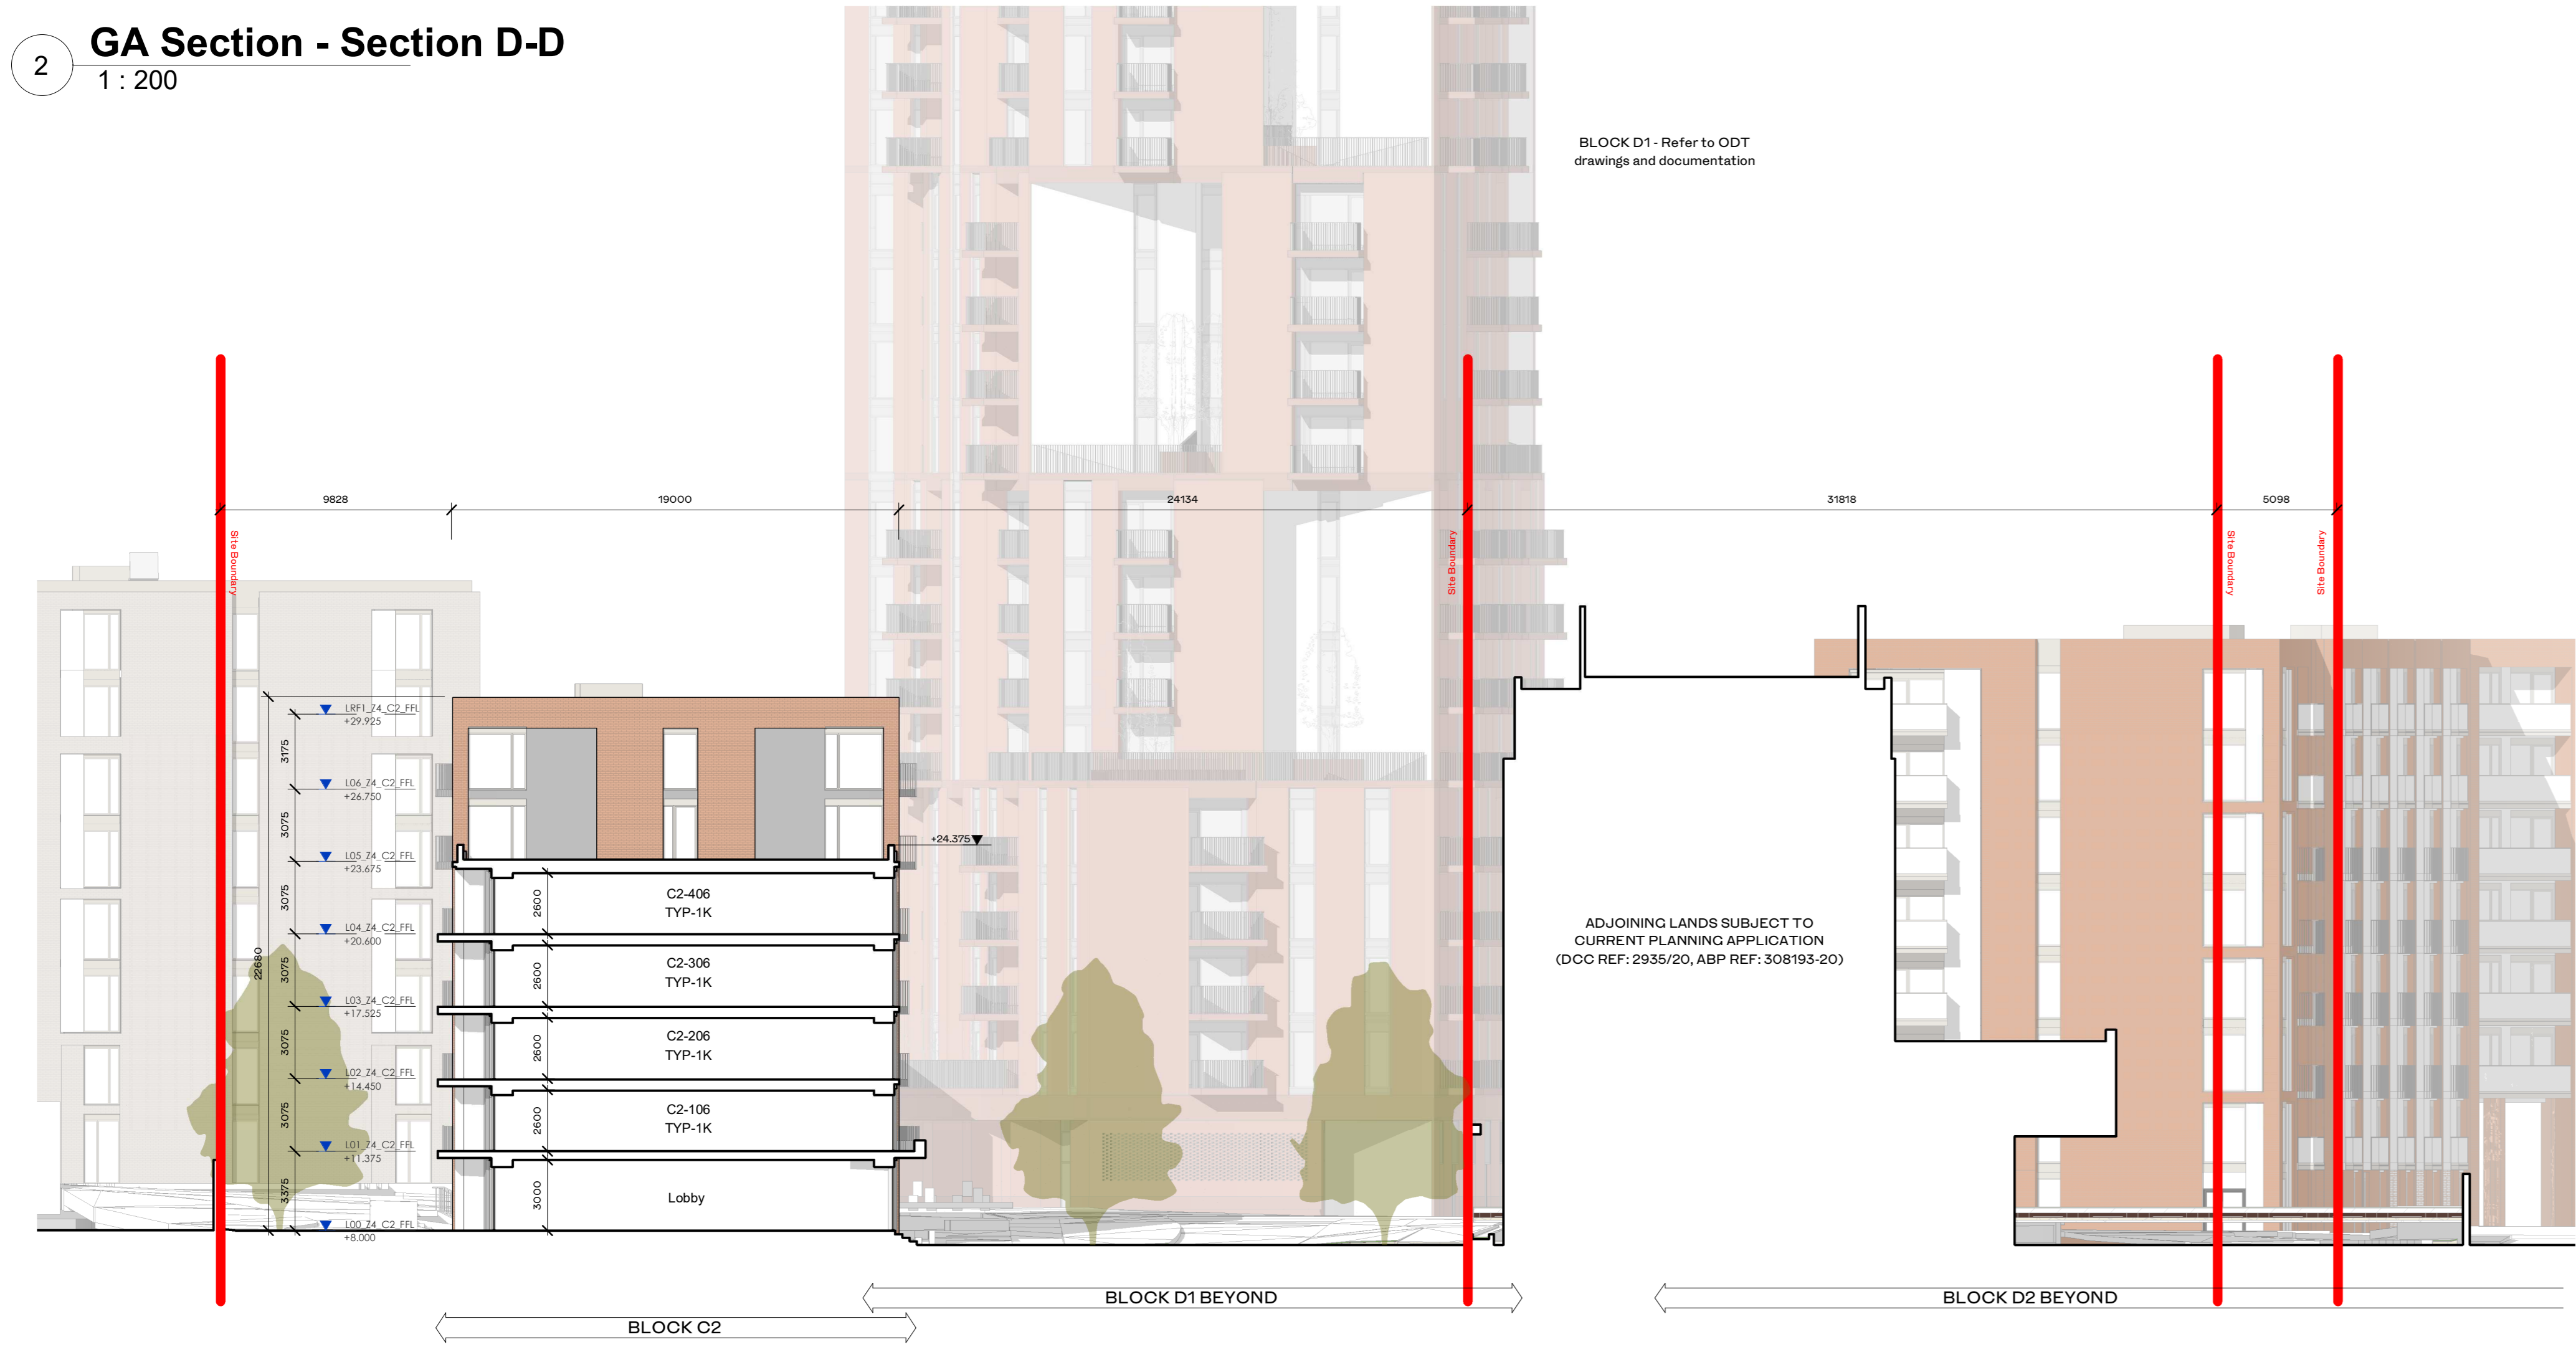 2
GA Section - Section D-D
1 : 200
BLOCK D1 - Refer to ODT
drawings and documentation
9828
19000
24134
31818
5098
Site Boundary
Site Boundary
Site Boundary
Site Boundary
LRF1_Z4_C2_FFL
+29.925
3175
L06_Z4_C2_FFL
+26.750
3075
L05_Z4_C2_FFL
+23.675
3075
L04_Z4_C2_FFL
+20.600
3075
L03_Z4_C2_FFL
+17.525
3075
L02_Z4_C2_FFL
+14.450
3075
L01_Z4_C2_FFL
+11.375
3375
L00_Z4_C2_FFL
+8.000
22680
+24.375
2600
C2-406
TYP-1K
2600
C2-306
TYP-1K
2600
C2-206
TYP-1K
2600
C2-106
TYP-1K
3000
Lobby
ADJOINING LANDS SUBJECT TO
CURRENT PLANNING APPLICATION
(DCC REF: 2935/20, ABP REF: 308193-20)
BLOCK D1 BEYOND
BLOCK D2 BEYOND
BLOCK C2